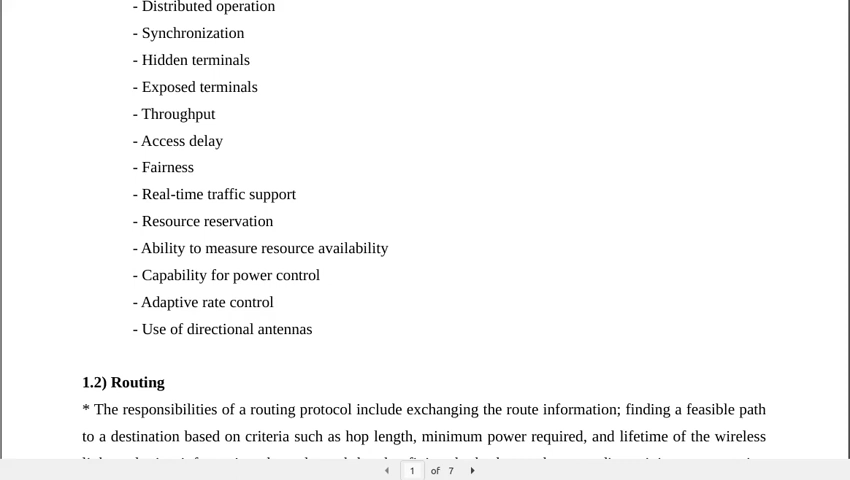 - Distributed operation
- Synchronization
- Hidden terminals
- Exposed terminals
- Throughput
- Access delay
- Fairness
- Real-time traffic support
- Resource reservation
- Ability to measure resource availability
- Capability for power control
- Adaptive rate control
- Use of directional antennas
1.2) Routing
* The responsibilities of a routing protocol include exchanging the route information; finding a feasible path
to a destination based on criteria such as hop length, minimum power required, and lifetime of the wireless
1 of 7